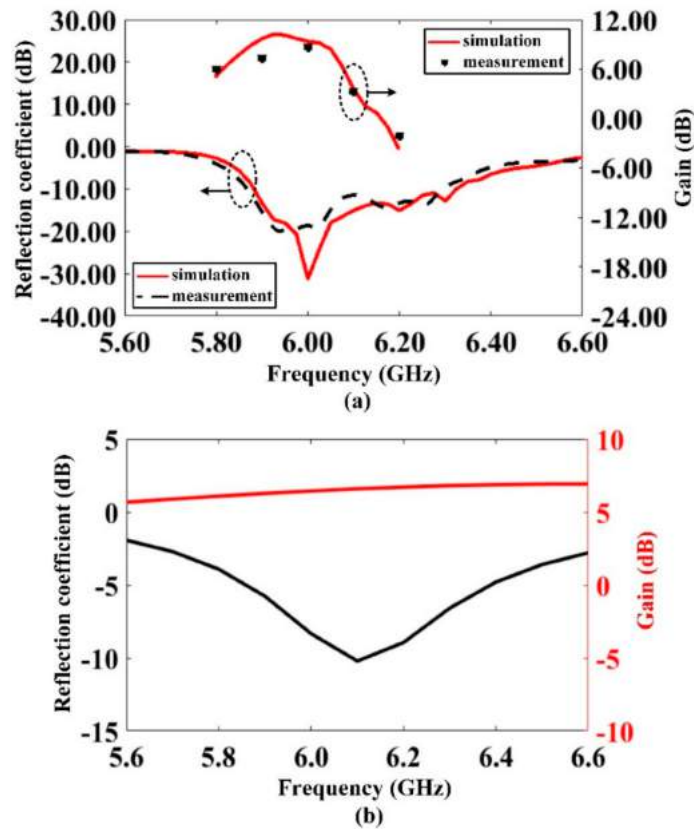 30.00
20.00
10.00
0.00
-10.00
-20.00
-30.00
-40.00
Reflection coefficient (dB)
simulation
measurement
simulation
measurement
12.00
6.00
0.00
-6.00
-12.00
-18.00
-24.00
Gain (dB)
5.60 5.80 6.00 6.20 6.40 6.60
Frequency (GHz)
(a)
5
0
-5
-10
-15
Reflection coefficient (dB)
10
5
0
-5
-10
Gain (dB)
5.6 5.8 6.0 6.2 6.4 6.6
Frequency (GHz)
(b)